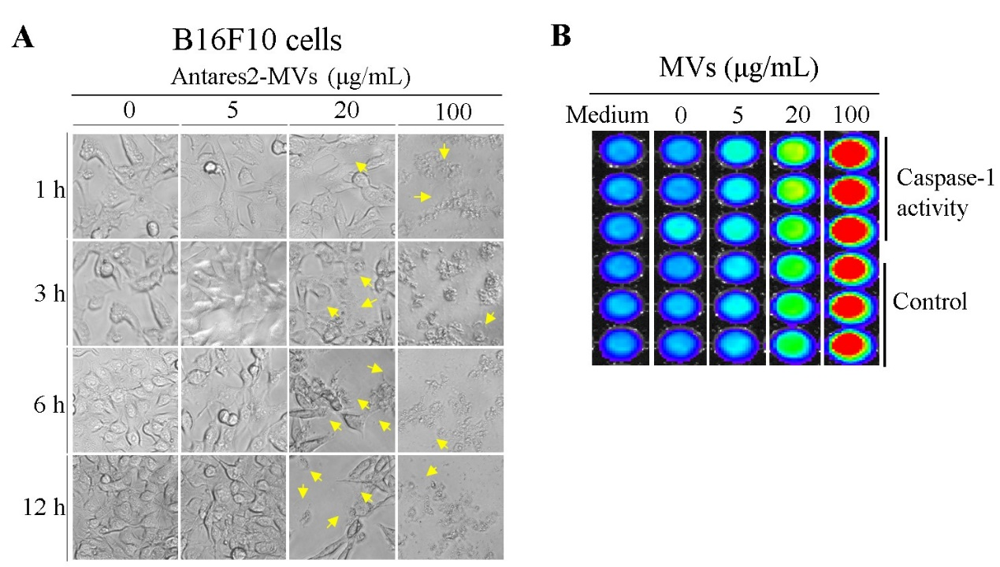 A
B16F10 cells
Antares2-MVs (μg/mL)
0 5 20 100
1 h
3 h
6 h
12 h
B
MVs (μg/mL)
Medium 0 5 20 100
Caspase-1
activity
Control